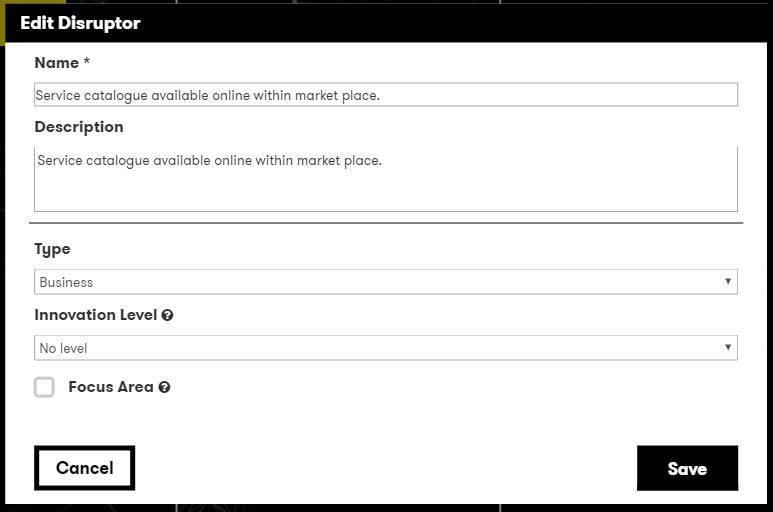 Edit Disruptor
Name *
Service catalogue available online within market place.
Description
Service catalogue available online within market place.
Type
Business
Innovation Level ?
No level
Focus Area ?
Cancel
Save